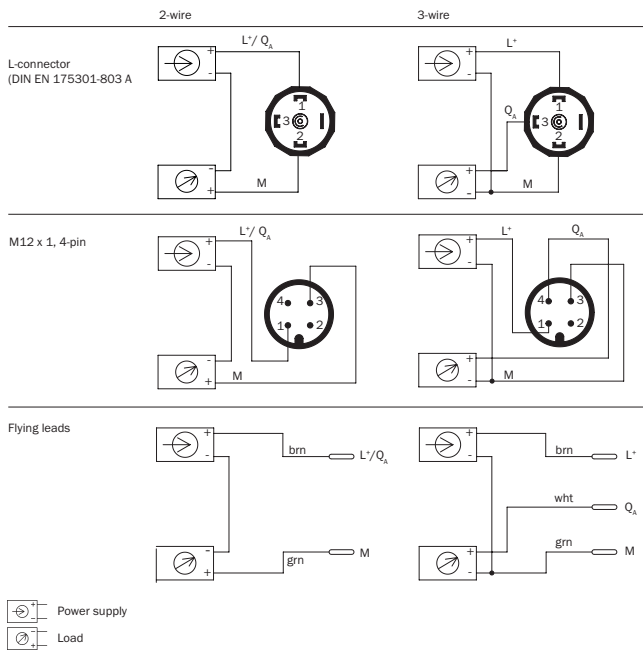 2-wire 3-wire
L-connector
(DIN EN 175301-803 A
L⁺/ Q_A
+
-
1
3
2
-
+
M
L⁺
+
-
Q_A
1
3
2
+
-
M
M12 x 1, 4-pin
L⁺/ Q_A
+
-
4 3
1 2
-
+
M
L⁺ Q_A
+
-
4 3
1 2
+
-
M
Flying leads
+
-
brn L⁺/Q_A
-
+
grn M
+
-
brn L⁺
wht Q_A
+
-
grn M
+
-
Power supply
-
+
Load